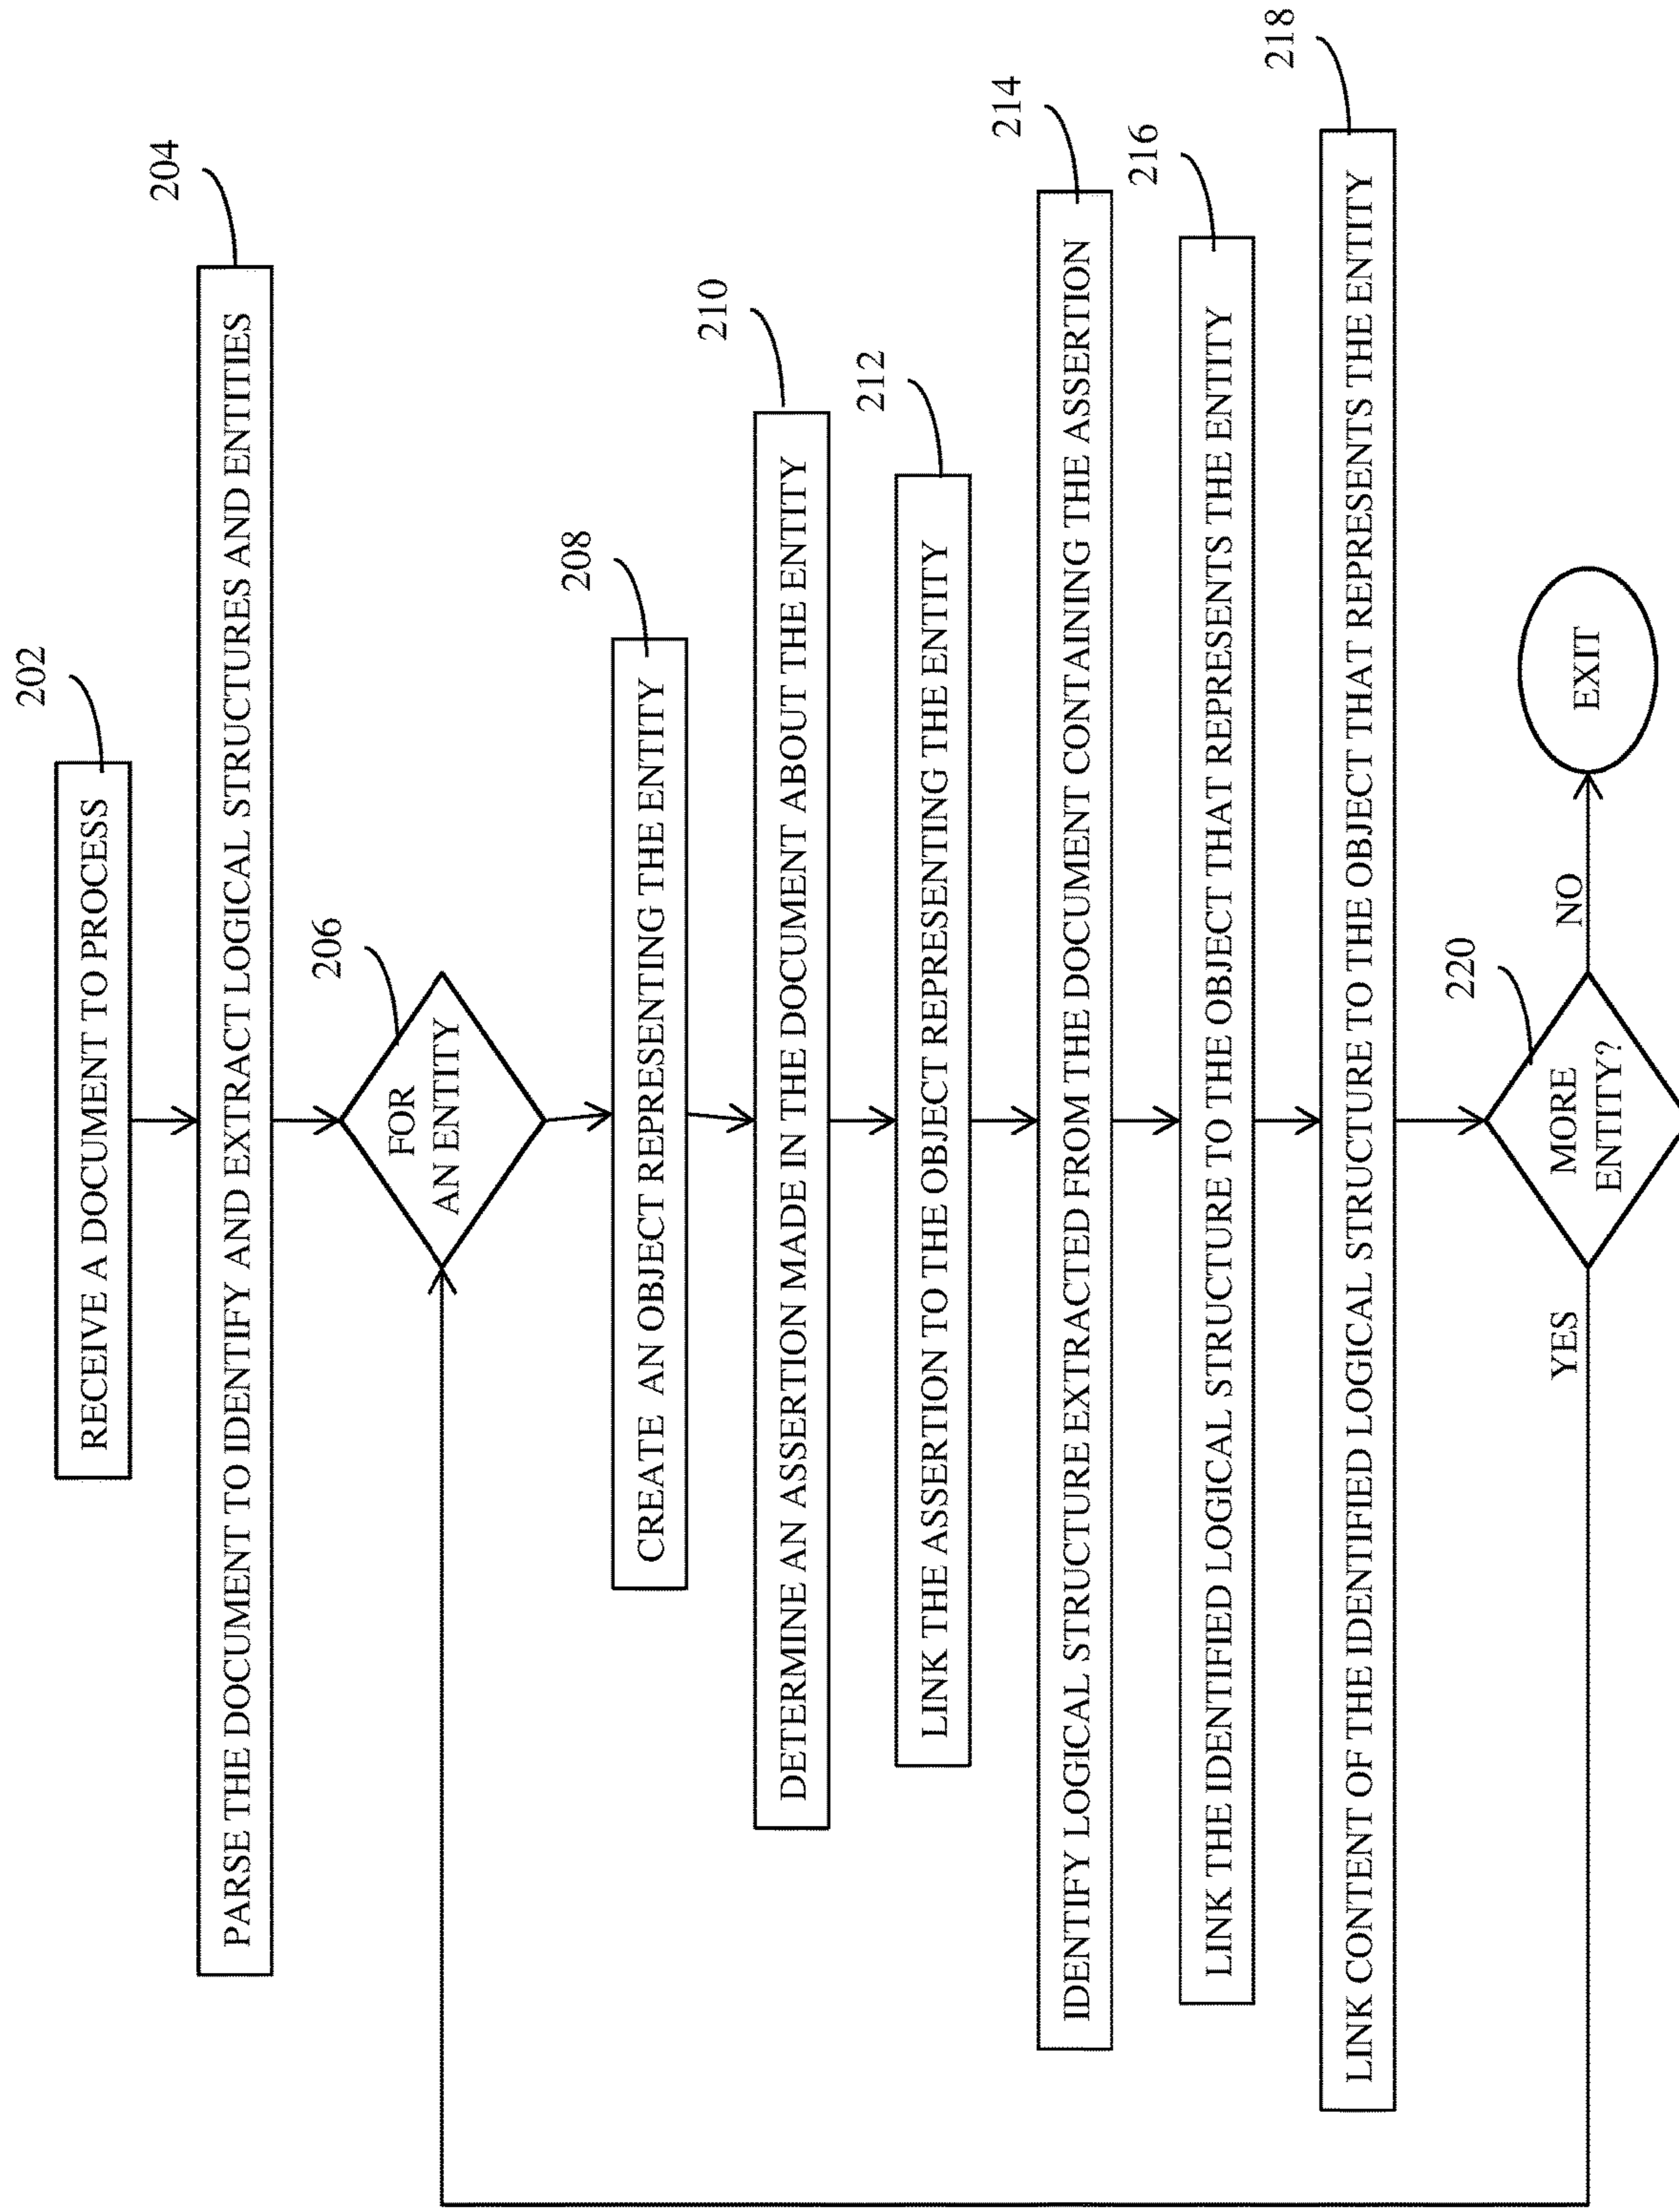 202
RECEIVE A DOCUMENT TO PROCESS
204
PARSE THE DOCUMENT TO IDENTIFY AND EXTRACT LOGICAL STRUCTURES AND ENTITIES
206
FOR
AN ENTITY
208
CREATE AN OBJECT REPRESENTING THE ENTITY
210
DETERMINE AN ASSERTION MADE IN THE DOCUMENT ABOUT THE ENTITY
212
LINK THE ASSERTION TO THE OBJECT REPRESENTING THE ENTITY
214
IDENTIFY LOGICAL STRUCTURE EXTRACTED FROM THE DOCUMENT CONTAINING THE ASSERTION
216
LINK THE IDENTIFIED LOGICAL STRUCTURE TO THE OBJECT THAT REPRESENTS THE ENTITY
218
LINK CONTENT OF THE IDENTIFIED LOGICAL STRUCTURE TO THE OBJECT THAT REPRESENTS THE ENTITY
220
YES
MORE
ENTITY?
NO
EXIT